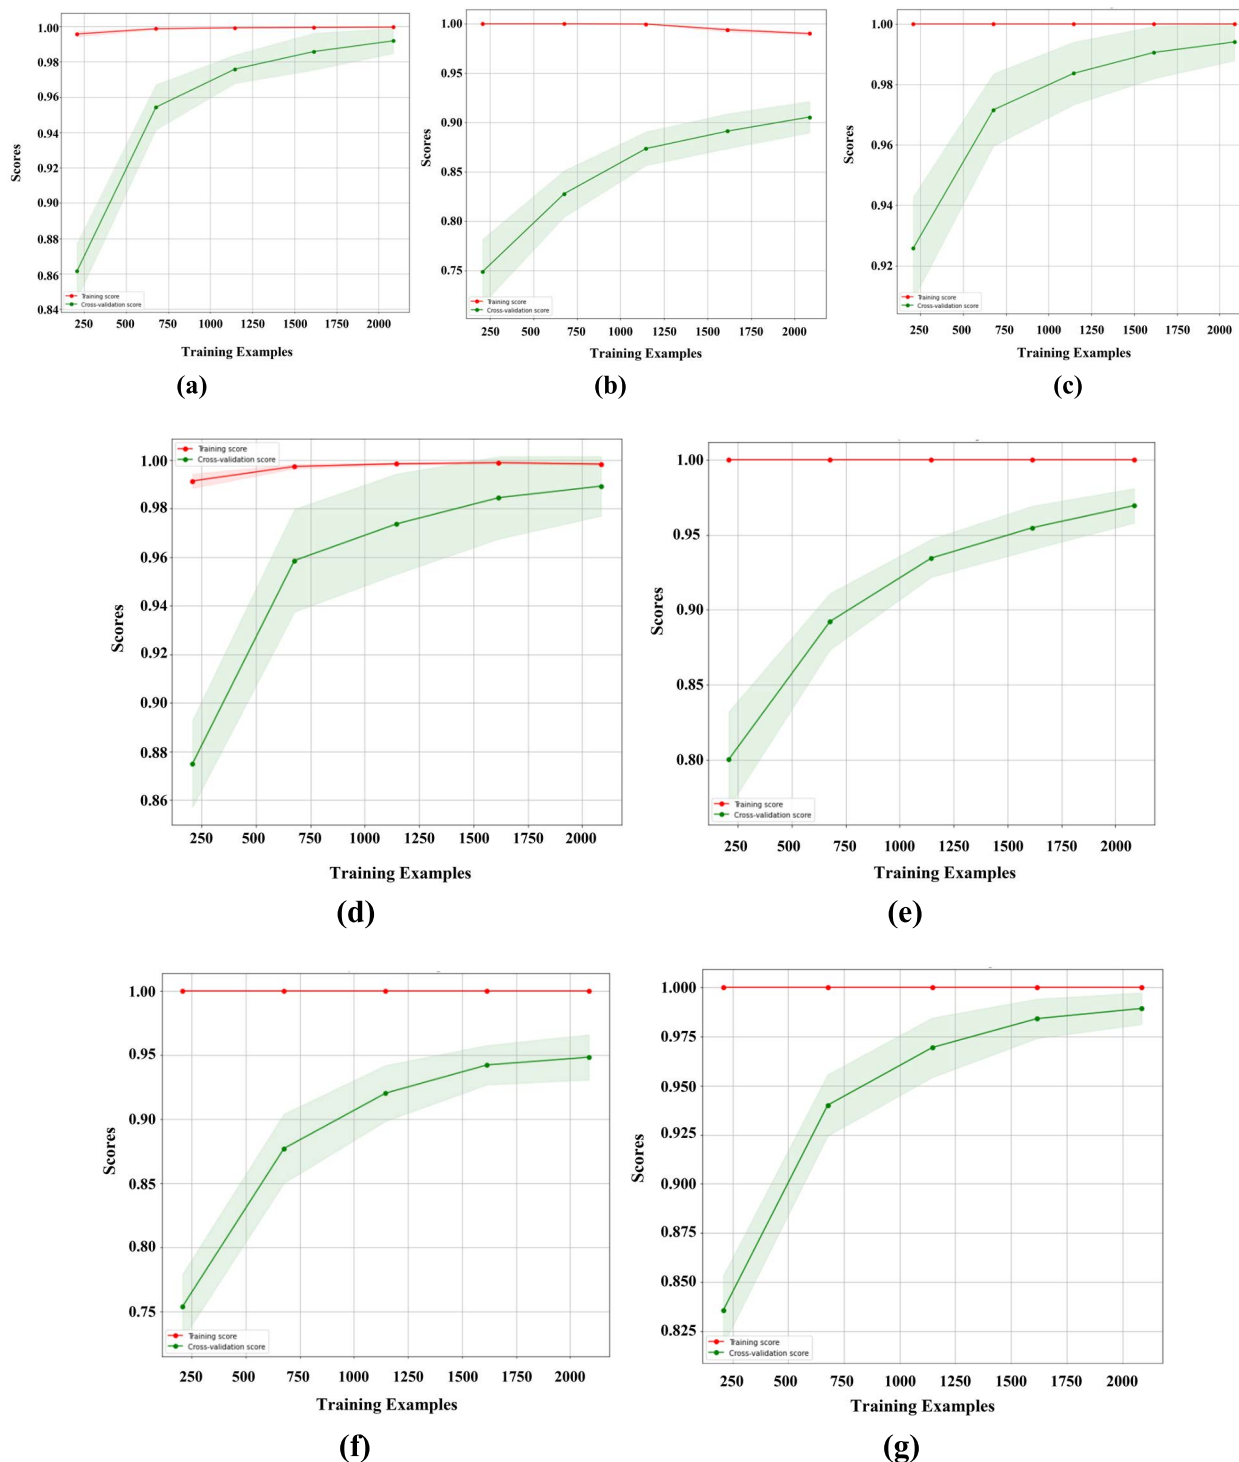 1.00
0.98
0.96
0.94
0.92
0.90
0.88
0.86
0.84
Scores
Training score
Cross-validation score
250 500 750 1000 1250 1500 1750 2000
Training Examples
(a)
1.00
0.95
0.90
0.85
0.80
0.75
Scores
Training score
Cross-validation score
250 500 750 1000 1250 1500 1750 2000
Training Examples
(b)
1.00
0.98
0.96
0.94
0.92
Scores
Training score
Cross-validation score
250 500 750 1000 1250 1500 1750 2000
Training Examples
(c)
Training score
Cross-validation score
1.00
0.98
0.96
0.94
0.92
0.90
0.88
0.86
Scores
250 500 750 1000 1250 1500 1750 2000
Training Examples
(d)
1.00
0.95
0.90
0.85
0.80
Scores
Training score
Cross-validation score
250 500 750 1000 1250 1500 1750 2000
Training Examples
(e)
1.00
0.95
0.90
0.85
0.80
0.75
Scores
Training score
Cross-validation score
250 500 750 1000 1250 1500 1750 2000
Training Examples
(f)
1.000
0.975
0.950
0.925
0.900
0.875
0.850
0.825
Scores
Training score
Cross-validation score
250 500 750 1000 1250 1500 1750 2000
Training Examples
(g)